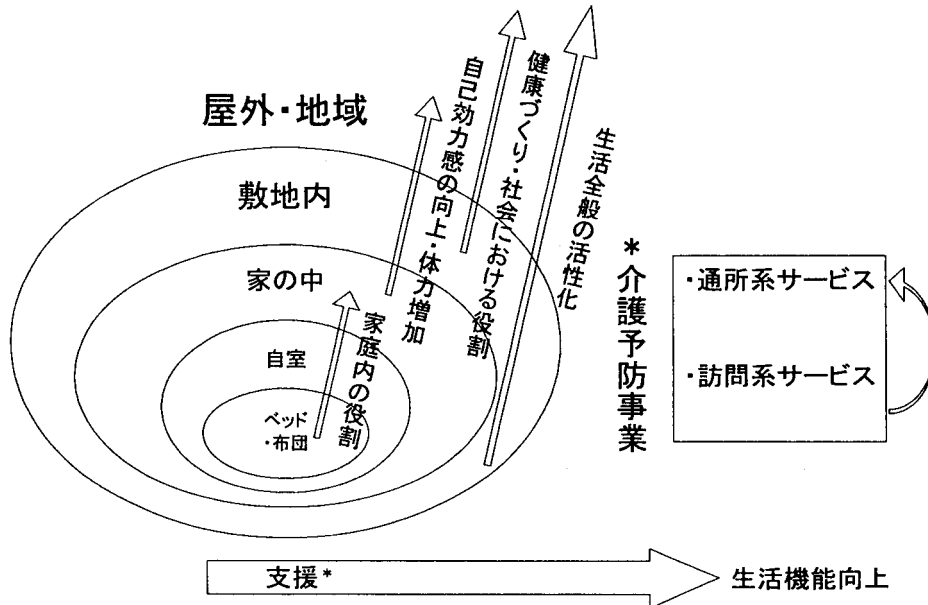 屋外・地域
敷地内
家の中
自室
ベッド
・布団
家庭内の役割
自己効力感の向上・体力増加
健康づくり・社会における役割
生活全般の活性化
*介護予防事業
・通所系サービス
・訪問系サービス
支援*
生活機能向上